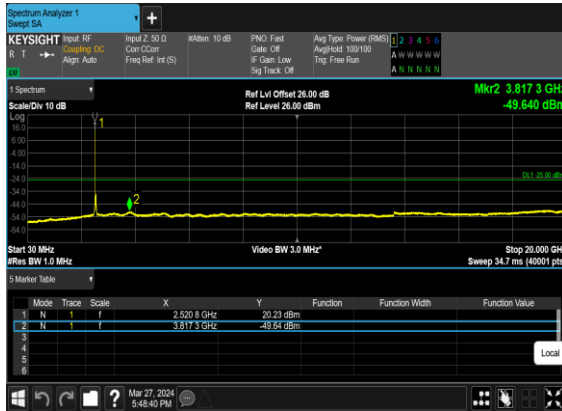 Spectrum Analyzer 1
Swept SA
+
KEYSIGHT Input: RF Input Z: 50 Ω #Atten: 10 dB PNO: Fast Avg Type: Power (RMS) 1 2 3 4 5 6
R T Coupling: DC Corr CCorr Gate: Off Avg|Hold: 100/100 A W W W W W
Align: Auto Freq Ref: Int (S) IF Gain: Low Trig: Free Run
Sig Track: Off A N N N N N
1 Spectrum Ref Lvl Offset 26.00 dB Mkr2 3.817 3 GHz
Scale/Div 10 dB Ref Level 26.00 dBm -49.640 dBm
Log
16.0
6.00
-4.00
-14.0
DL1 -25.00 dBm
-24.0
-34.0
-44.0
-54.0
-64.0
1
2
Start 30 MHz Video BW 3.0 MHz* Stop 20.000 GHz
#Res BW 1.0 MHz Sweep 34.7 ms (40001 pts)
5 Marker Table
Mode Trace Scale X Y Function Function Width Function Value
1 N 1 f 2.520 8 GHz 20.23 dBm
2 N 1 f 3.817 3 GHz -49.64 dBm
3
4
5
6
Local
? Mar 27, 2024
5:48:40 PM